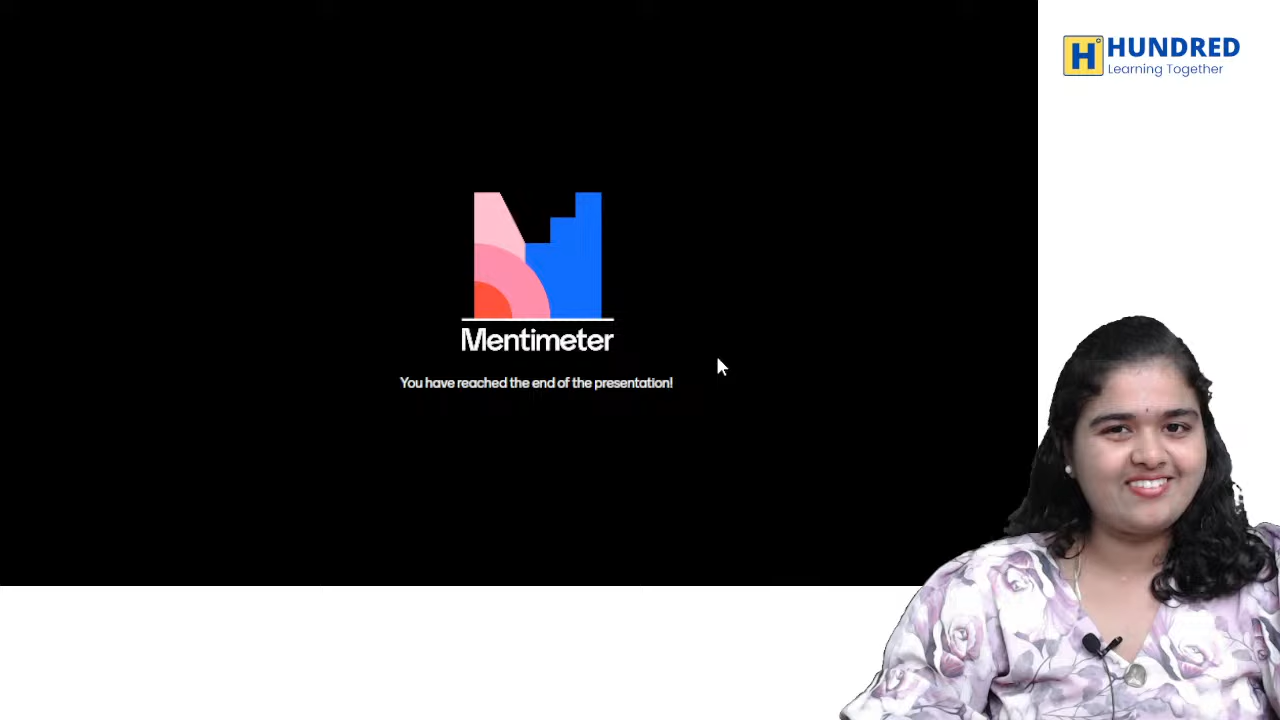 H
HUNDRED
Learning Together
Mentimeter
You have reached the end of the presentation!